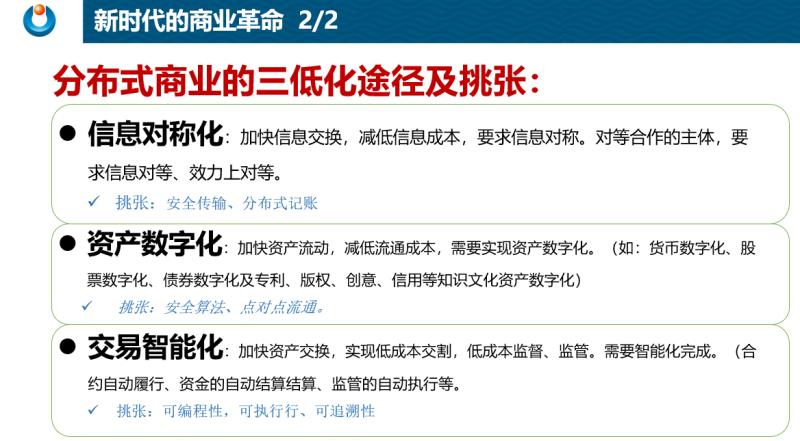 新时代的商业革命 2/2
分布式商业的三低化途径及挑张：
● 信息对称化：加快信息交换，减低信息成本，要求信息对称。对等合作的主体，要
求信息对等、效力上对等。
✓ 挑张：安全传输、分布式记账
● 资产数字化：加快资产流动，减低流通成本，需要实现资产数字化。（如：货币数字化、股
票数字化、债券数字化及专利、版权、创意、信用等知识文化资产数字化）
✓ 挑张：安全算法、点对点流通。
● 交易智能化：加快资产交换，实现低成本交割，低成本监督、监管。需要智能化完成。（合
约自动履行、资金的自动结算结算、监管的自动执行等。
✓ 挑张：可编程性，可执行行、可追溯性